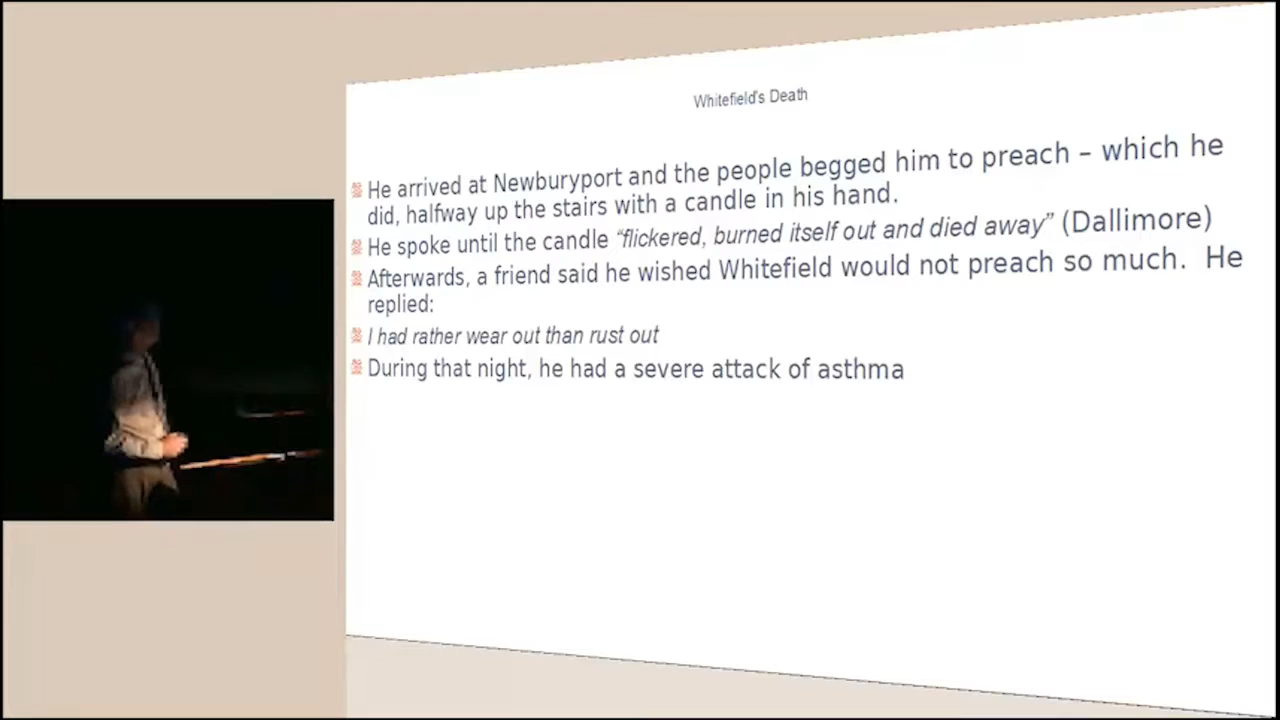 Whitefield's Death
He arrived at Newburyport and the people begged him to preach – which he
did, halfway up the stairs with a candle in his hand.
He spoke until the candle “flickered, burned itself out and died away” (Dallimore)
Afterwards, a friend said he wished Whitefield would not preach so much. He
replied:
I had rather wear out than rust out
During that night, he had a severe attack of asthma